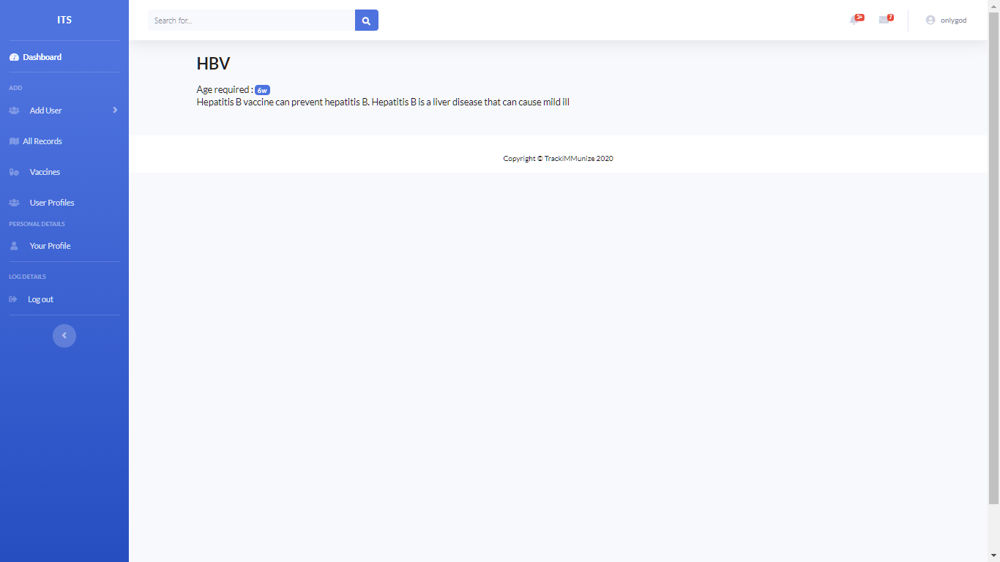 ITS
Dashboard
ADD
Add User
All Records
Vaccines
User Profiles
PERSONAL DETAILS
Your Profile
LOG DETAILS
Log out
Search for...
3+
7
onlygod
HBV
Age required : 6w
Hepatitis B vaccine can prevent hepatitis B. Hepatitis B is a liver disease that can cause mild ill
Copyright © TrackiMMunize 2020